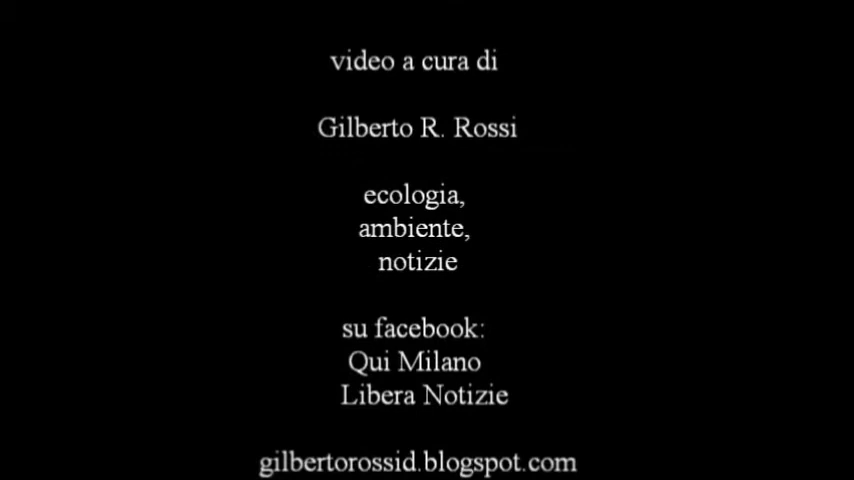 video a cura di
Gilberto R. Rossi
ecologia,
ambiente,
notizie
su facebook:
Qui Milano
Libera Notizie
gilbertorossid.blogspot.com